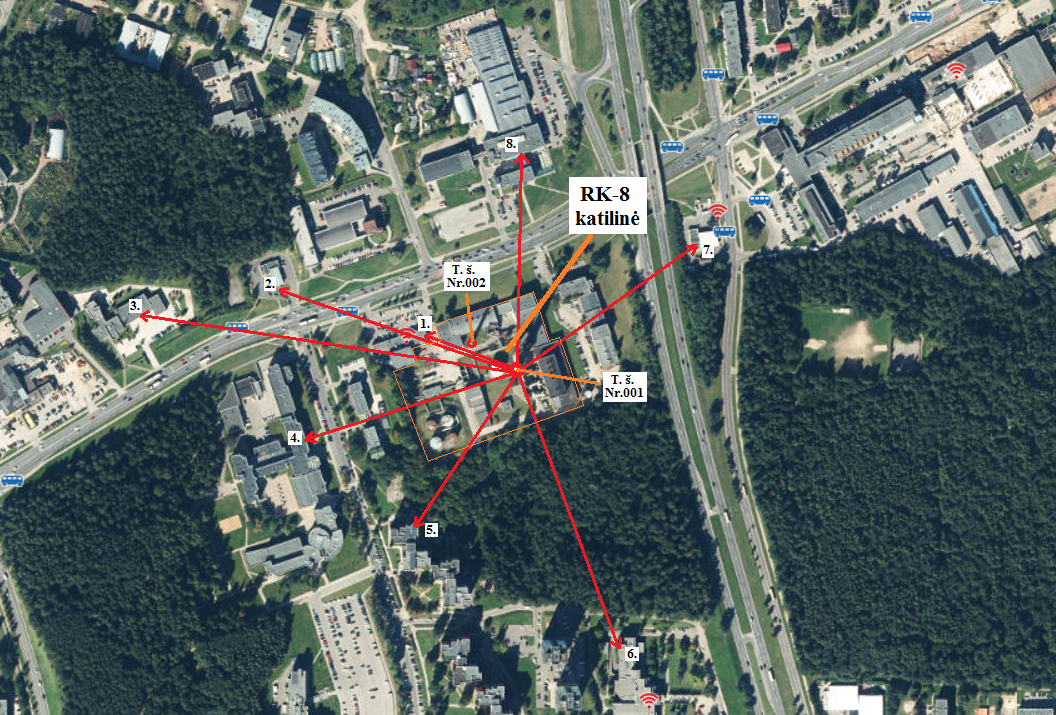 8.
RK-8
katilinė
7.
T. š.
Nr.002
2.
3.
1.
T. š.
Nr.001
4.
5.
6.